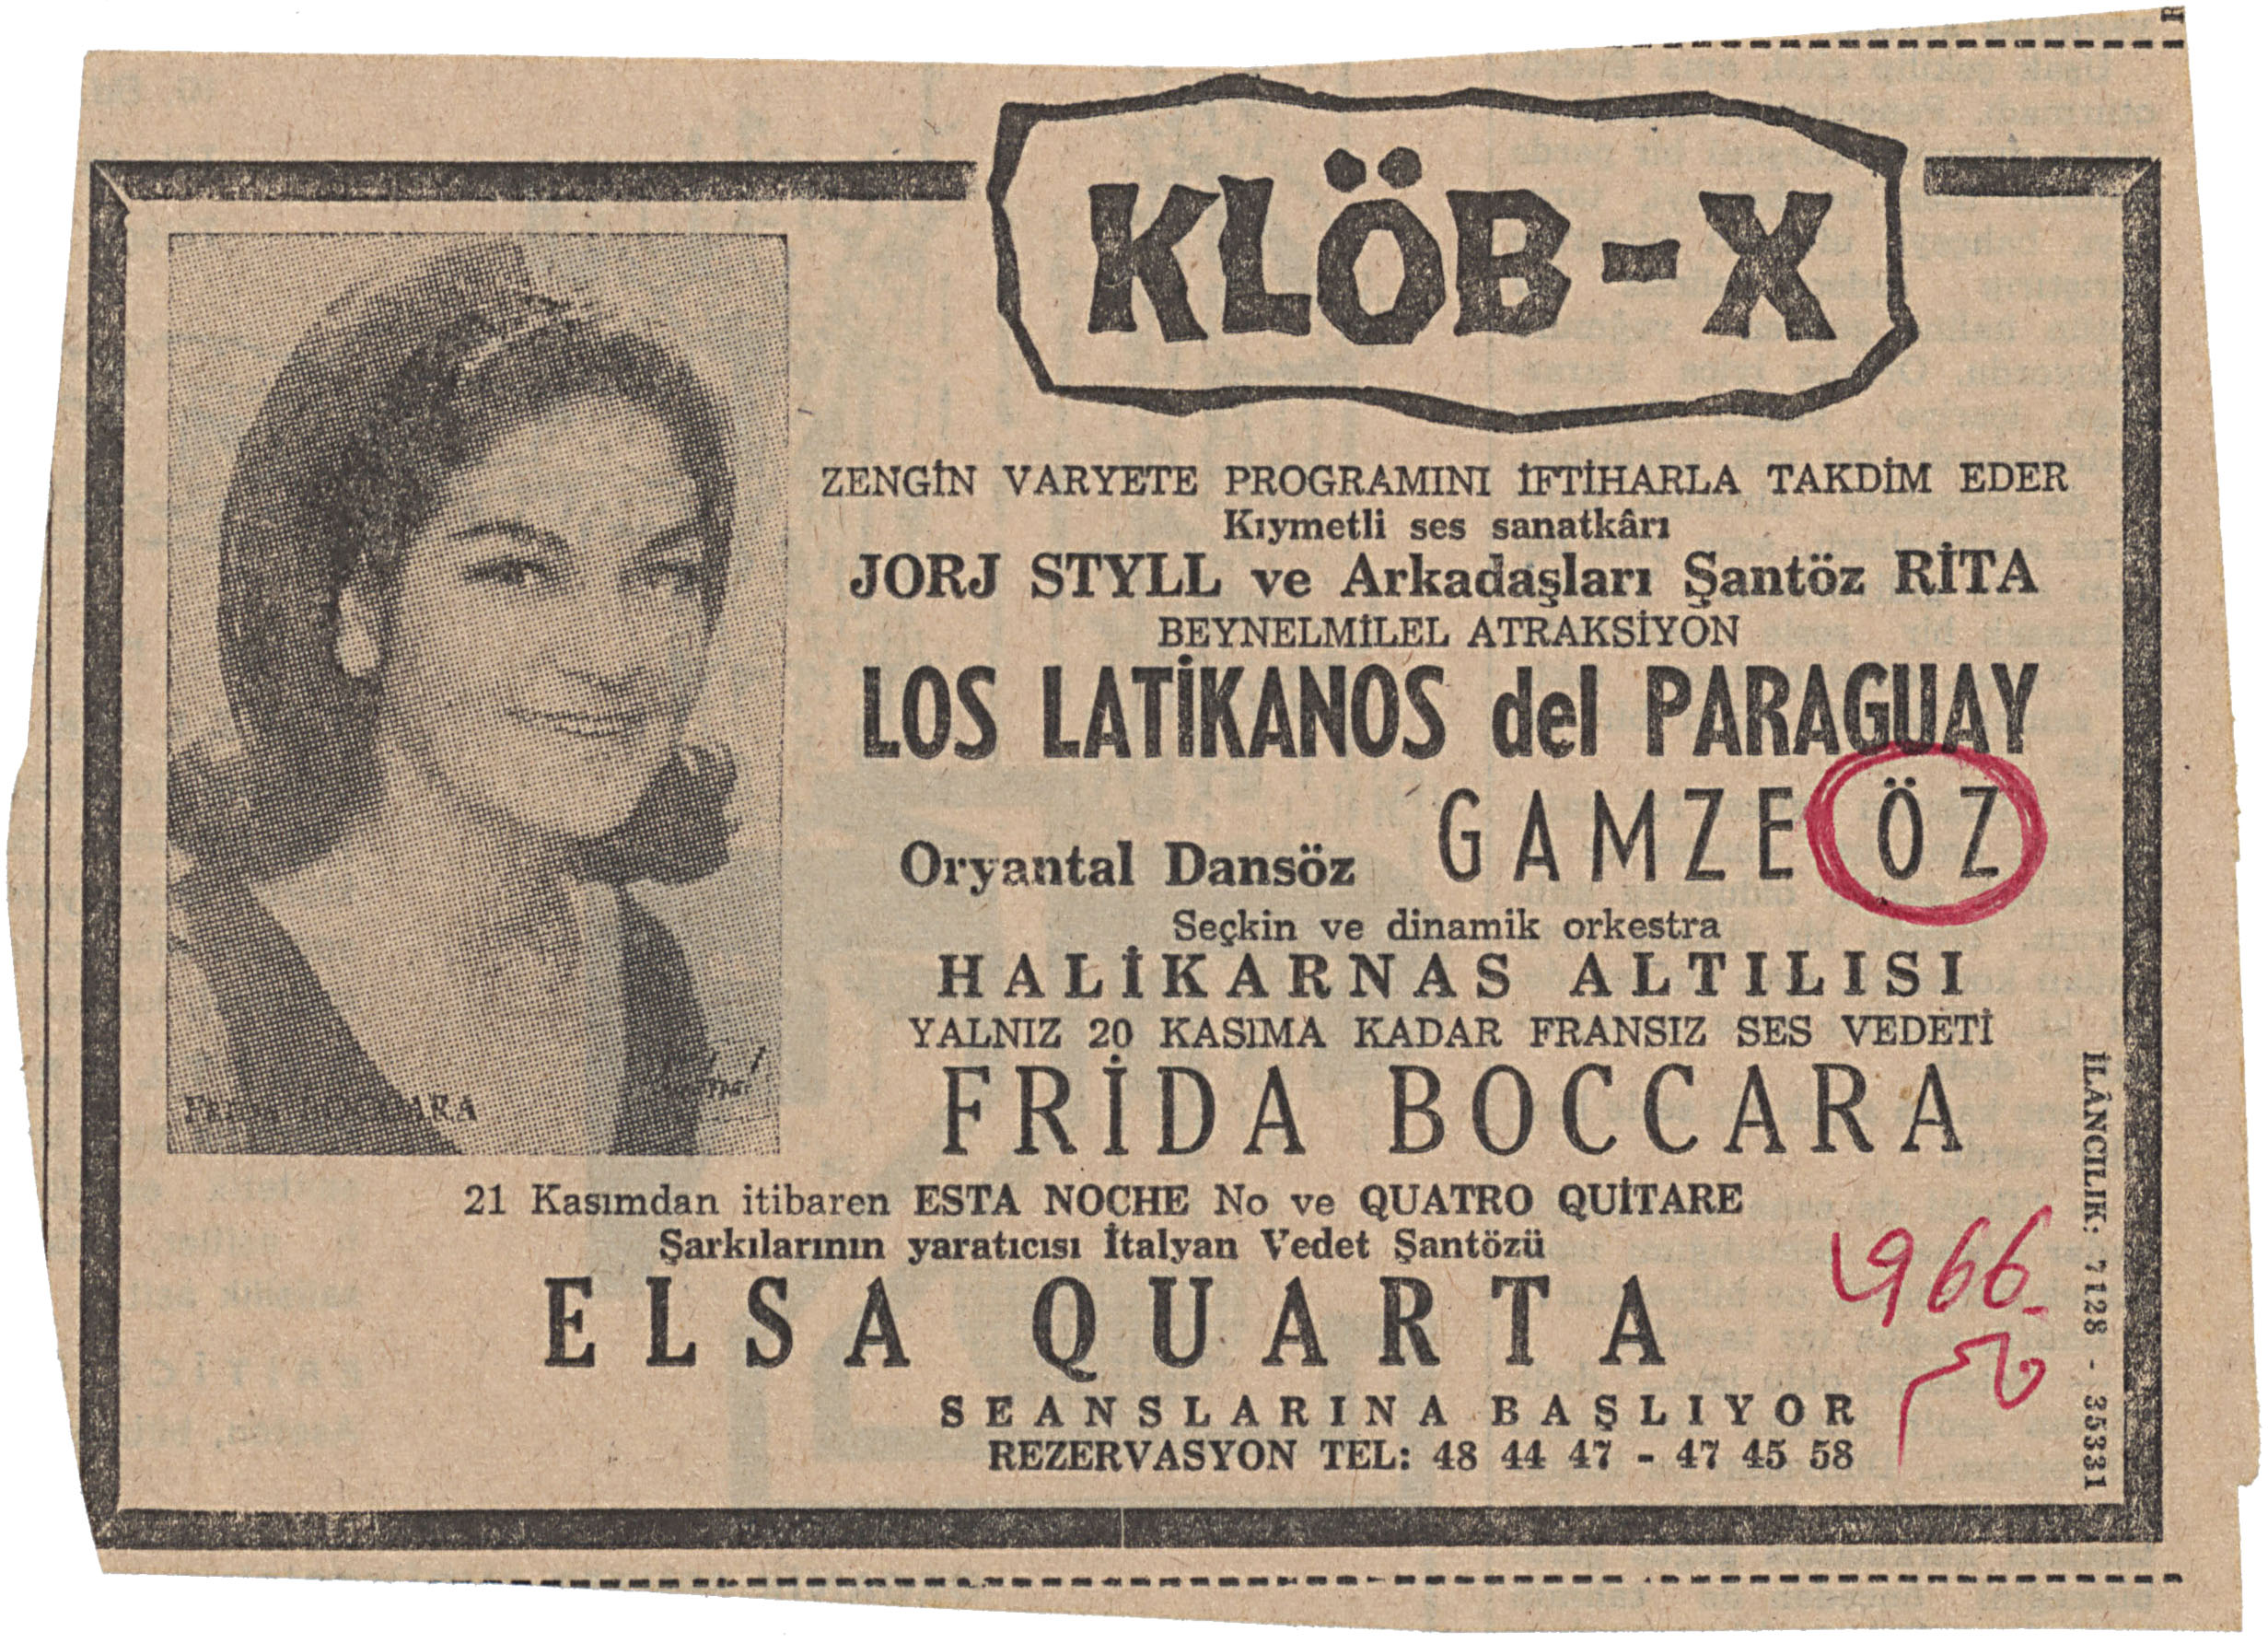 KLÖB-X
ZENGİN VARYETE PROGRAMINI İFTİHARLA TAKDİM EDER
Kıymetli ses sanatkârı
JORJ STYLL ve Arkadaşları Şantöz RİTA
BEYNELMİLEL ATRAKSİYON
LOS LATİKANOS del PARAGUAY
Oryantal Dansöz GAMZE ÖZ
Seçkin ve dinamik orkestra
HALİKARNAS ALTILISI
YALNIZ 20 KASIMA KADAR FRANSIZ SES VEDETİ
FRİDA BOCCARA
BOCCARA
21 Kasımdan itibaren ESTA NOCHE No ve QUATRO QUİTARE
Şarkılarının yaratıcısı İtalyan Vedet Şantözü
ELSA QUARTA
SEANSLARINA BAŞLIYOR
REZERVASYON TEL: 48 44 47 - 47 45 58
1966
İLÂNCILIK: 7128 - 35331